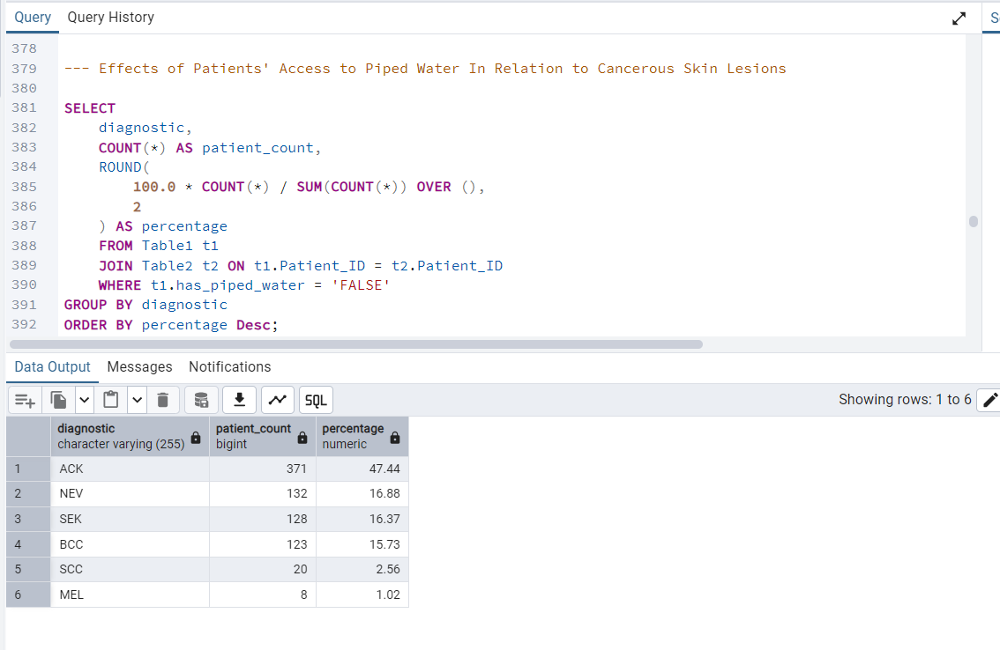 Query Query History
S
378
379 --- Effects of Patients' Access to Piped Water In Relation to Cancerous Skin Lesions
380
381 SELECT
382 diagnostic,
383 COUNT(*) AS patient_count,
384 ROUND(
385 100.0 * COUNT(*) / SUM(COUNT(*)) OVER (),
386 2
387 ) AS percentage
388 FROM Table1 t1
389 JOIN Table2 t2 ON t1.Patient_ID = t2.Patient_ID
390 WHERE t1.has_piped_water = 'FALSE'
391 GROUP BY diagnostic
392 ORDER BY percentage Desc;
Data Output Messages Notifications
SQL
Showing rows: 1 to 6
diagnostic patient_count percentage
character varying (255) bigint numeric
1 ACK 371 47.44
2 NEV 132 16.88
3 SEK 128 16.37
4 BCC 123 15.73
5 SCC 20 2.56
6 MEL 8 1.02